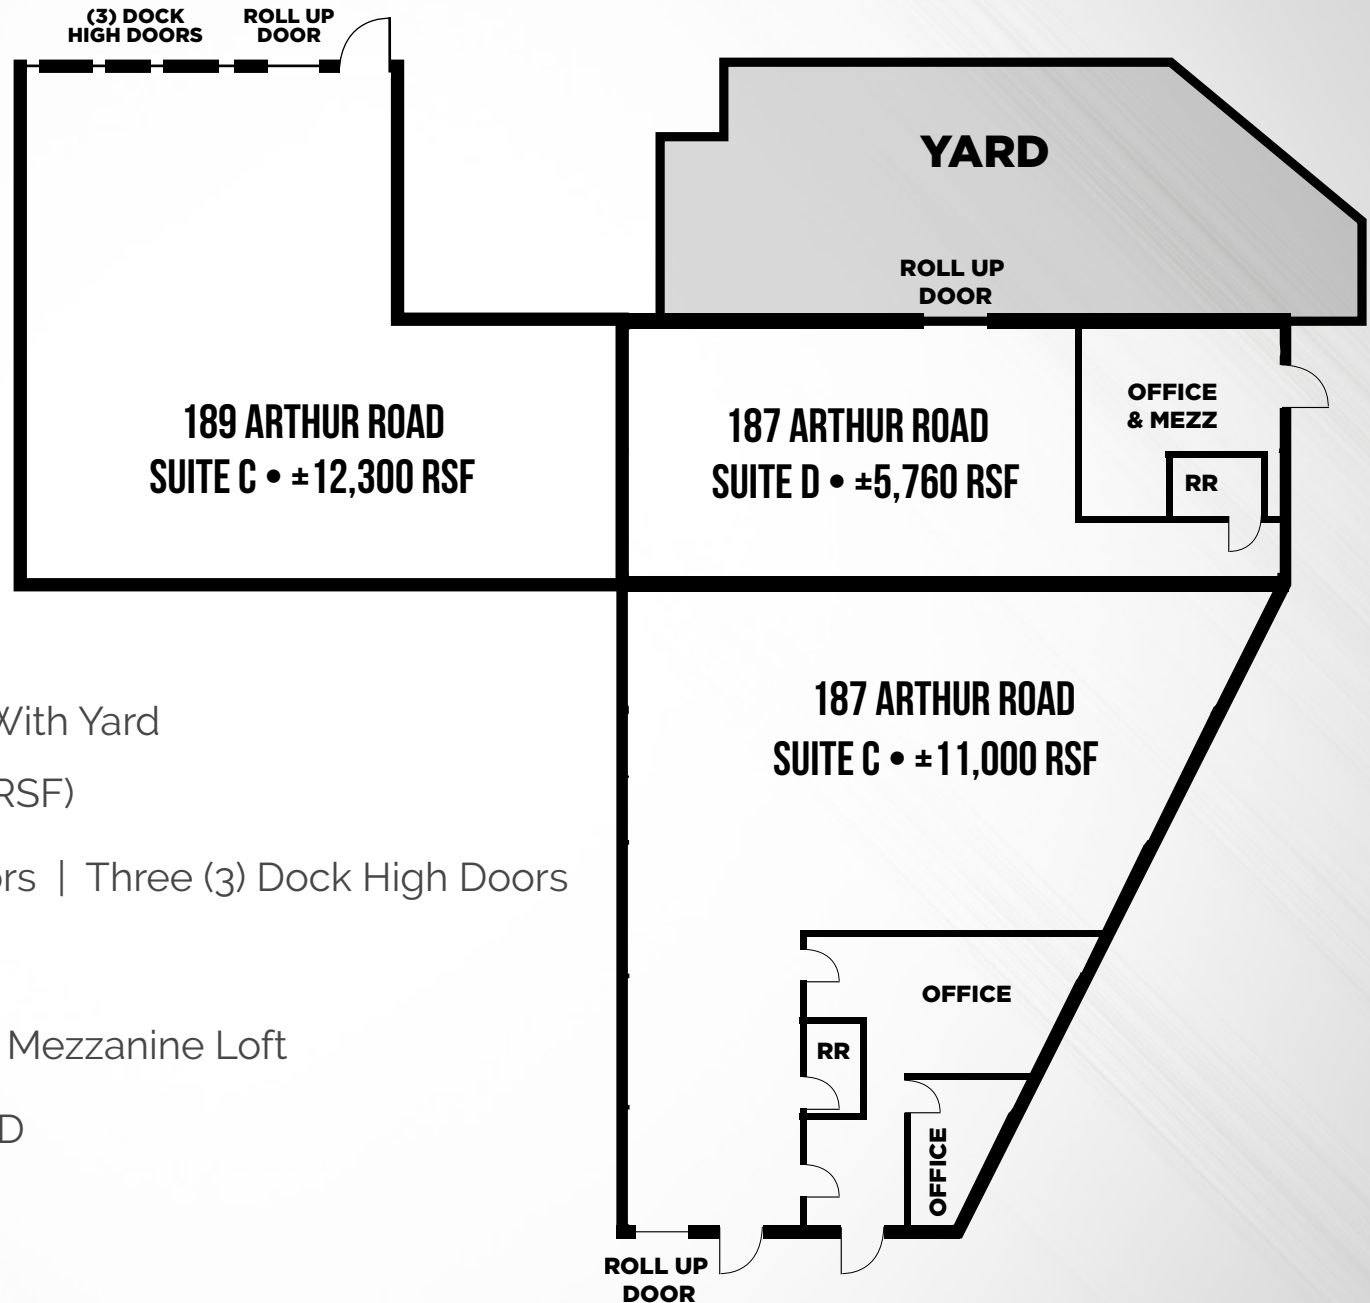 (3) DOCK
HIGH DOORS
ROLL UP
DOOR
YARD
ROLL UP
DOOR
189 ARTHUR ROAD
SUITE C • ±12,300 RSF
187 ARTHUR ROAD
SUITE D • ±5,760 RSF
OFFICE
& MEZZ
RR
187 ARTHUR ROAD
SUITE C • ±11,000 RSF
With Yard
RSF)
ors | Three (3) Dock High Doors
Mezzanine Loft
D
OFFICE
RR
OFFICE
ROLL UP
DOOR